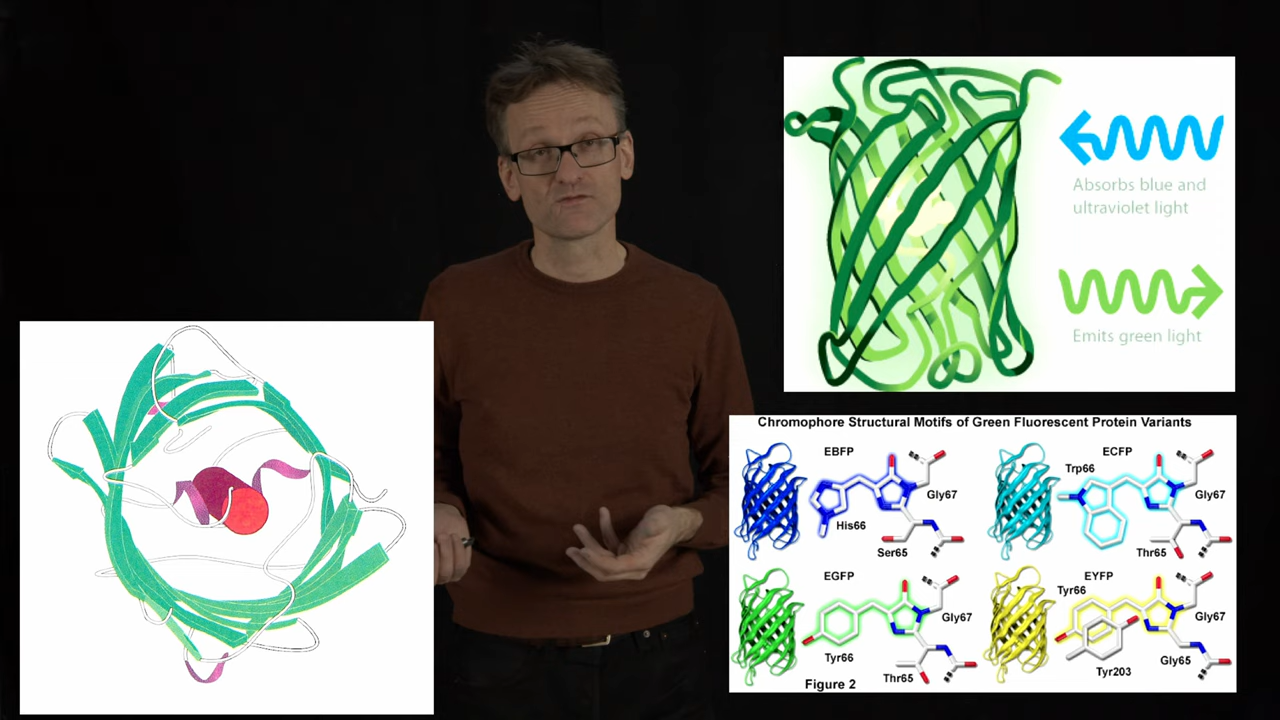 Absorbs blue and
ultraviolet light
Emits green light
Chromophore Structural Motifs of Green Fluorescent Protein Variants
EBFP
His66
Gly67
Ser65
ECFP
Trp66
Gly67
Thr65
EGFP
Tyr66
Gly67
Thr65
EYFP
Tyr66
Gly67
Gly65
Tyr203
Figure 2